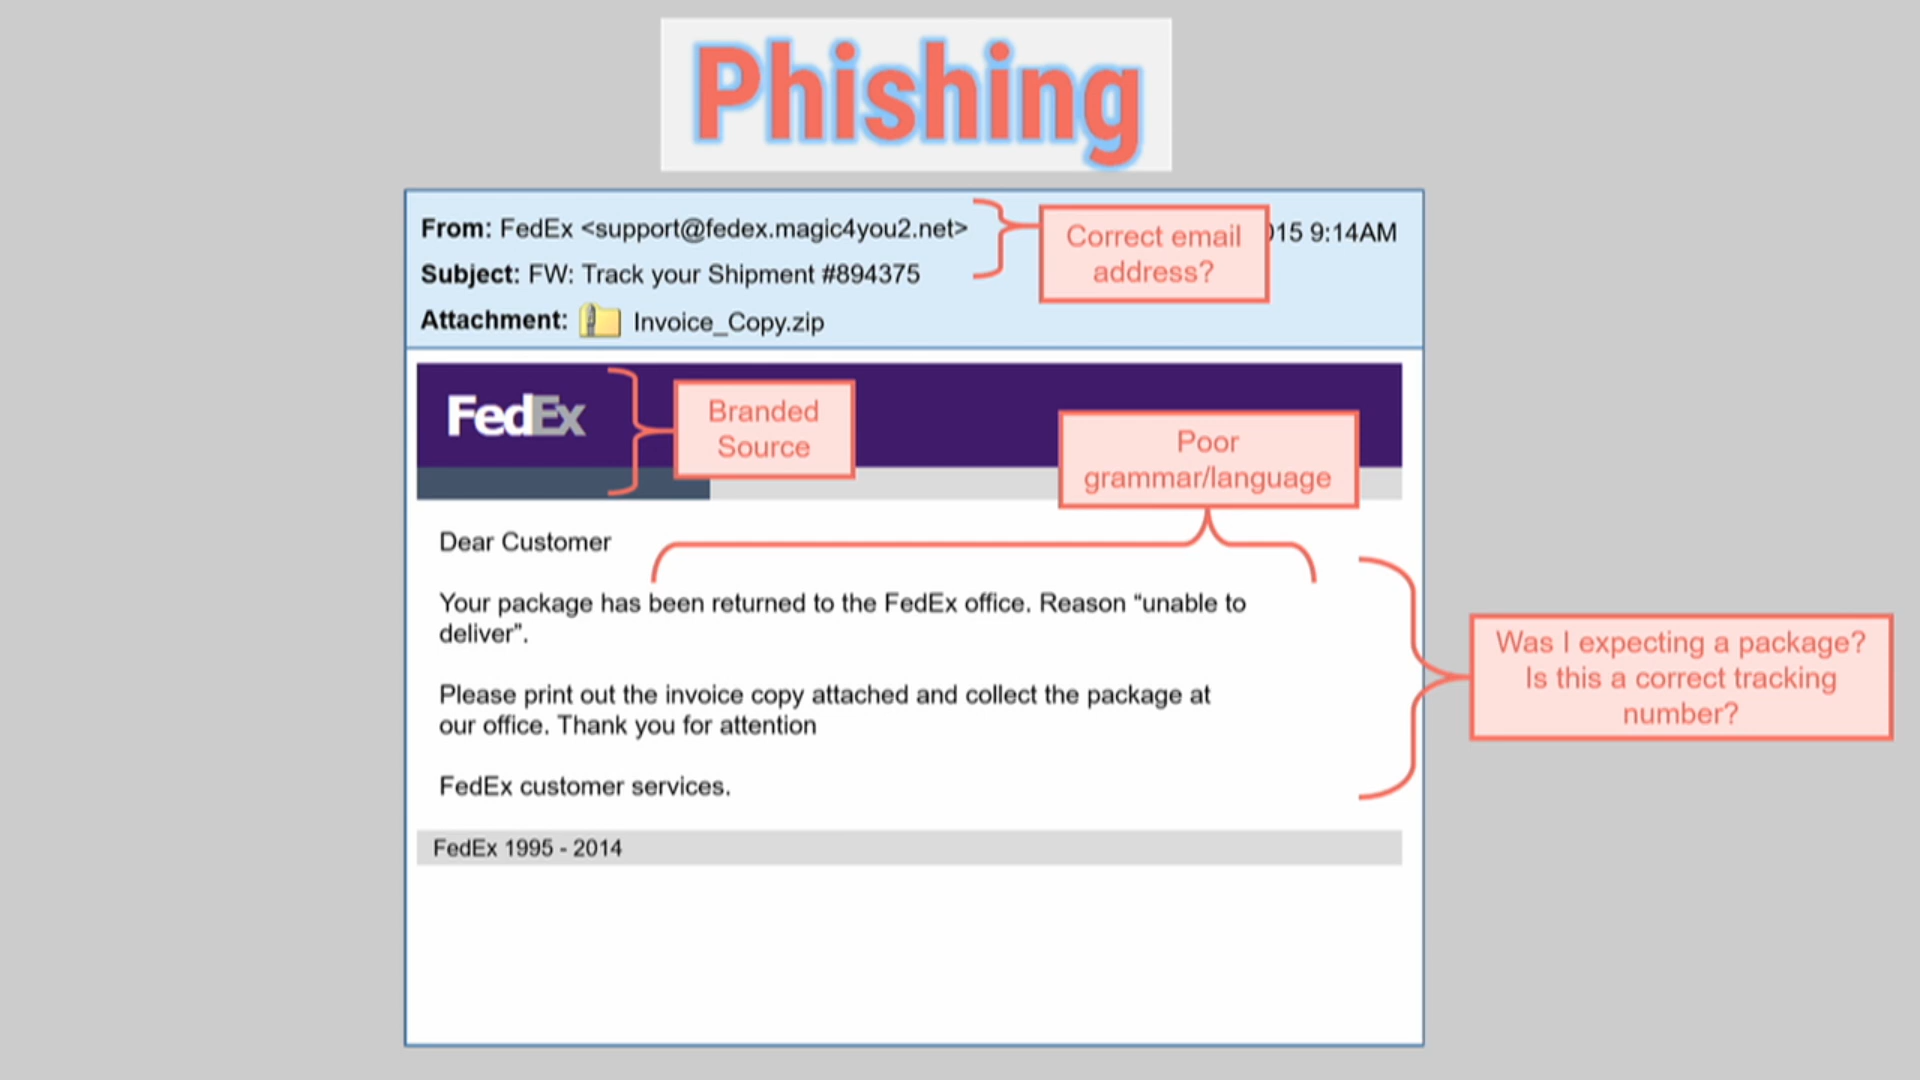 Phishing
From: FedEx <support@fedex.magic4you2.net>
Correct email
address?
15 9:14AM
Subject: FW: Track your Shipment #894375
Attachment: Invoice_Copy.zip
FedEx
Branded
Source
Poor
grammar/language
Dear Customer
Your package has been returned to the FedEx office. Reason “unable to
deliver”.
Please print out the invoice copy attached and collect the package at
our office. Thank you for attention
FedEx customer services.
Was I expecting a package?
Is this a correct tracking
number?
FedEx 1995 - 2014